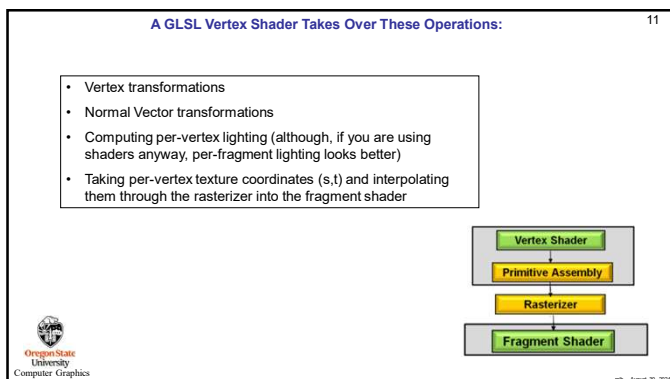 A GLSL Vertex Shader Takes Over These Operations:
11
• Vertex transformations
• Normal Vector transformations
• Computing per-vertex lighting (although, if you are using
shaders anyway, per-fragment lighting looks better)
• Taking per-vertex texture coordinates (s,t) and interpolating
them through the rasterizer into the fragment shader
Vertex Shader
Primitive Assembly
Rasterizer
Fragment Shader
Oregon State
University
Computer Graphics